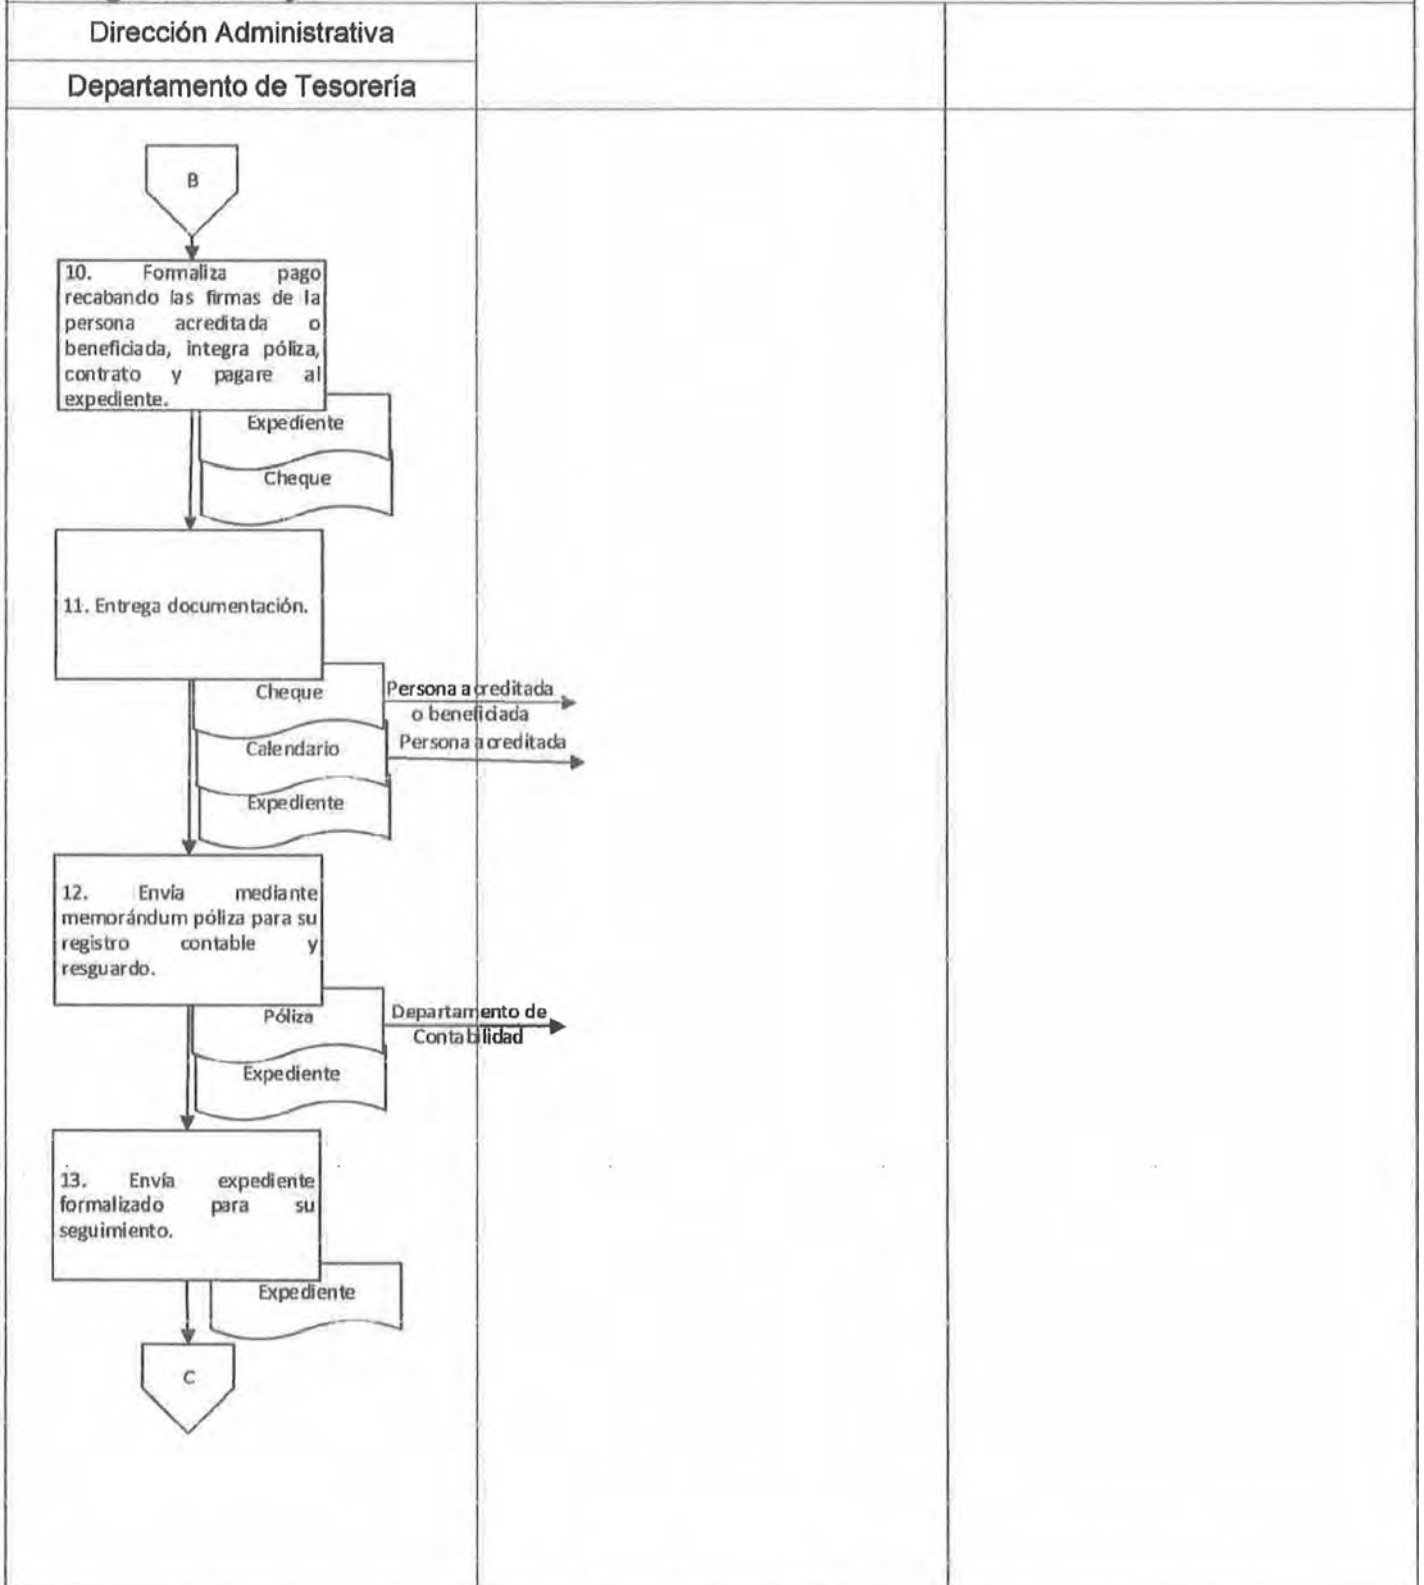 Dirección Administrativa
Departamento de Tesorería
B
10. Formaliza pago
recabando las firmas de la
persona acreditada o
beneficiada, integra póliza,
contrato y pagare al
expediente.
Expediente
Cheque
11. Entrega documentación.
Cheque
Persona acreditada
o beneficiada
Calendario
Persona acreditada
Expediente
12. Envía mediante
memorándum póliza para su
registro contable y
resguardo.
Póliza
Departamento de
Contabilidad
Expediente
13. Envía expediente
formalizado para su
seguimiento.
Expediente
C